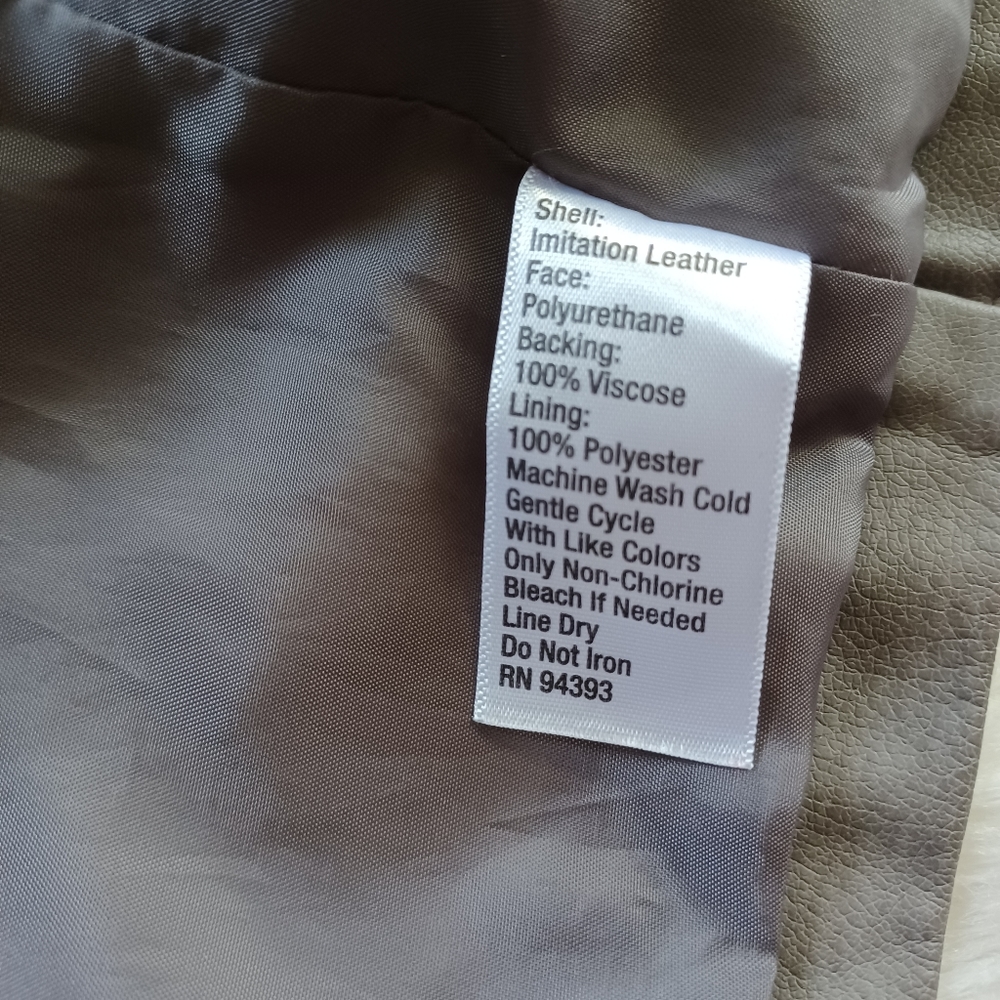 Shell:
Imitation Leather
Face:
Polyurethane
Backing:
100% Viscose
Lining:
100% Polyester
Machine Wash Cold
Gentle Cycle
With Like Colors
Only Non-Chlorine
Bleach If Needed
Line Dry
Do Not Iron
RN 94393